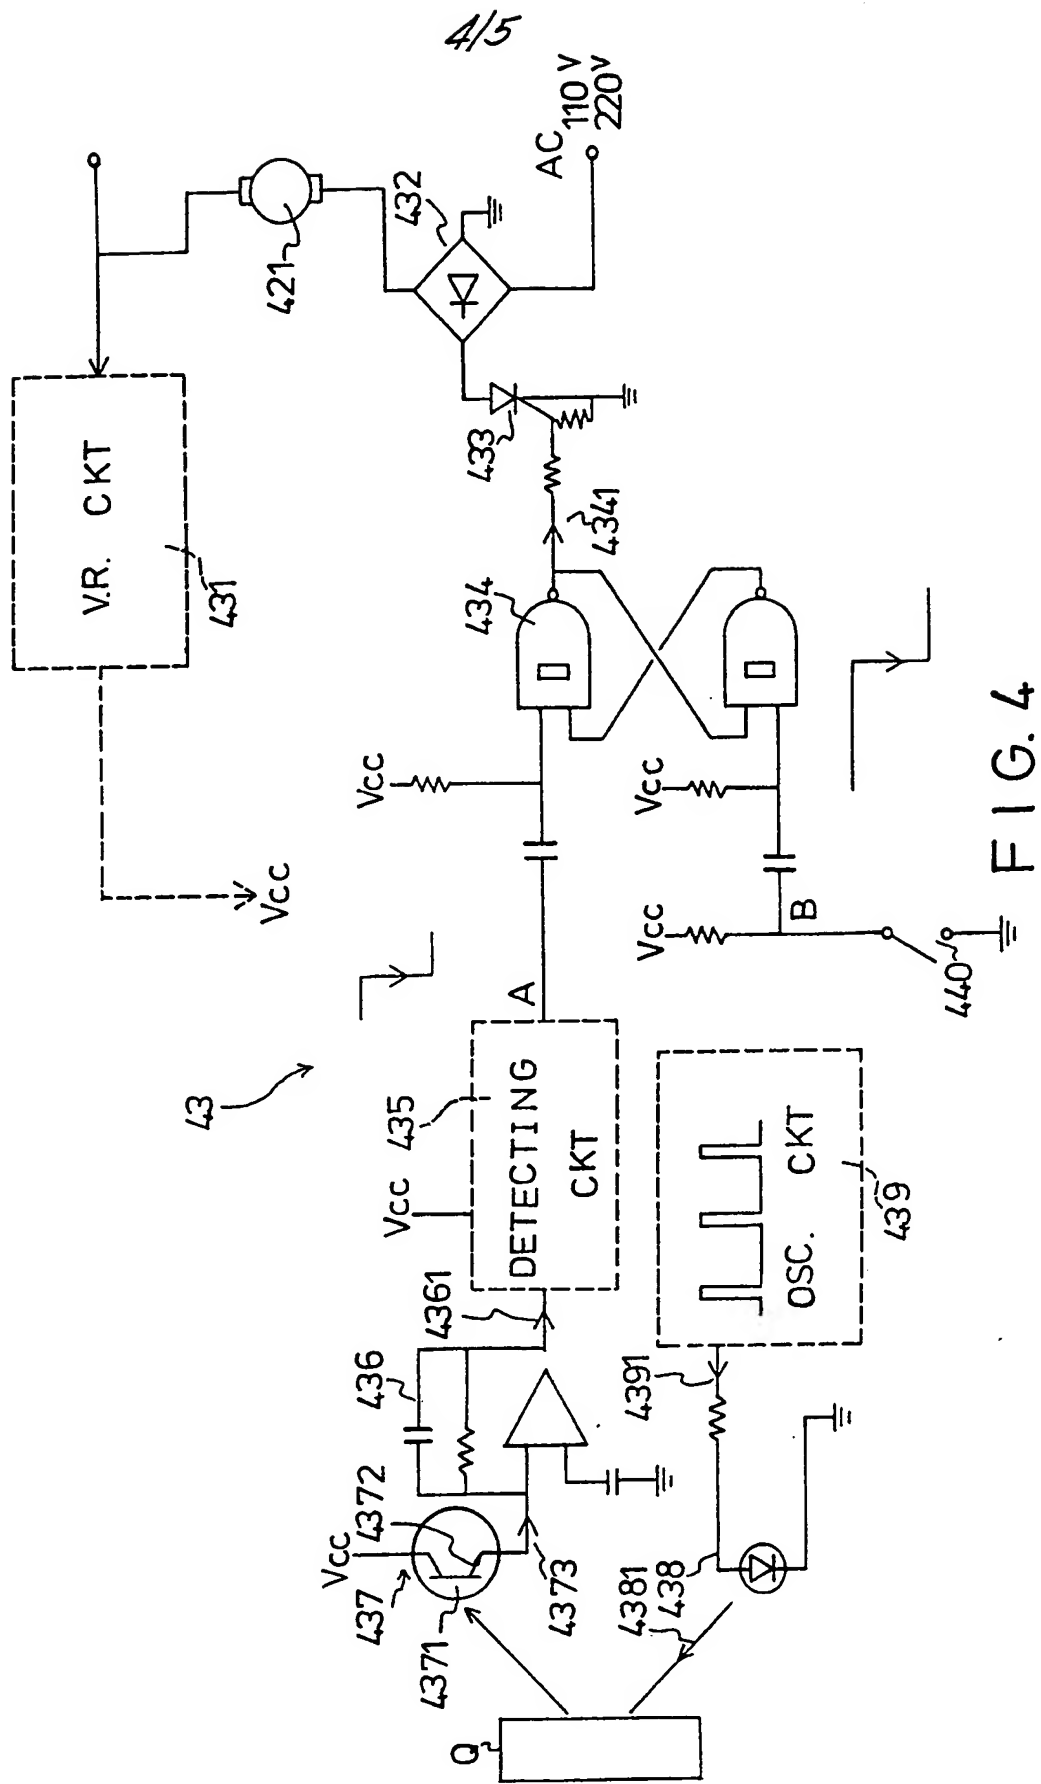 4/5
AC 110V
220V
432
421
V.R. CKT
431
433
4341
434
Vcc
Vcc
Vcc
Vcc
A
B
440
43
DETECTING
CKT
435
Vcc
OSC. CKT
439
4361
436
4391
Vcc
437
4372
4371
4373
4381
438
Q
FIG. 4